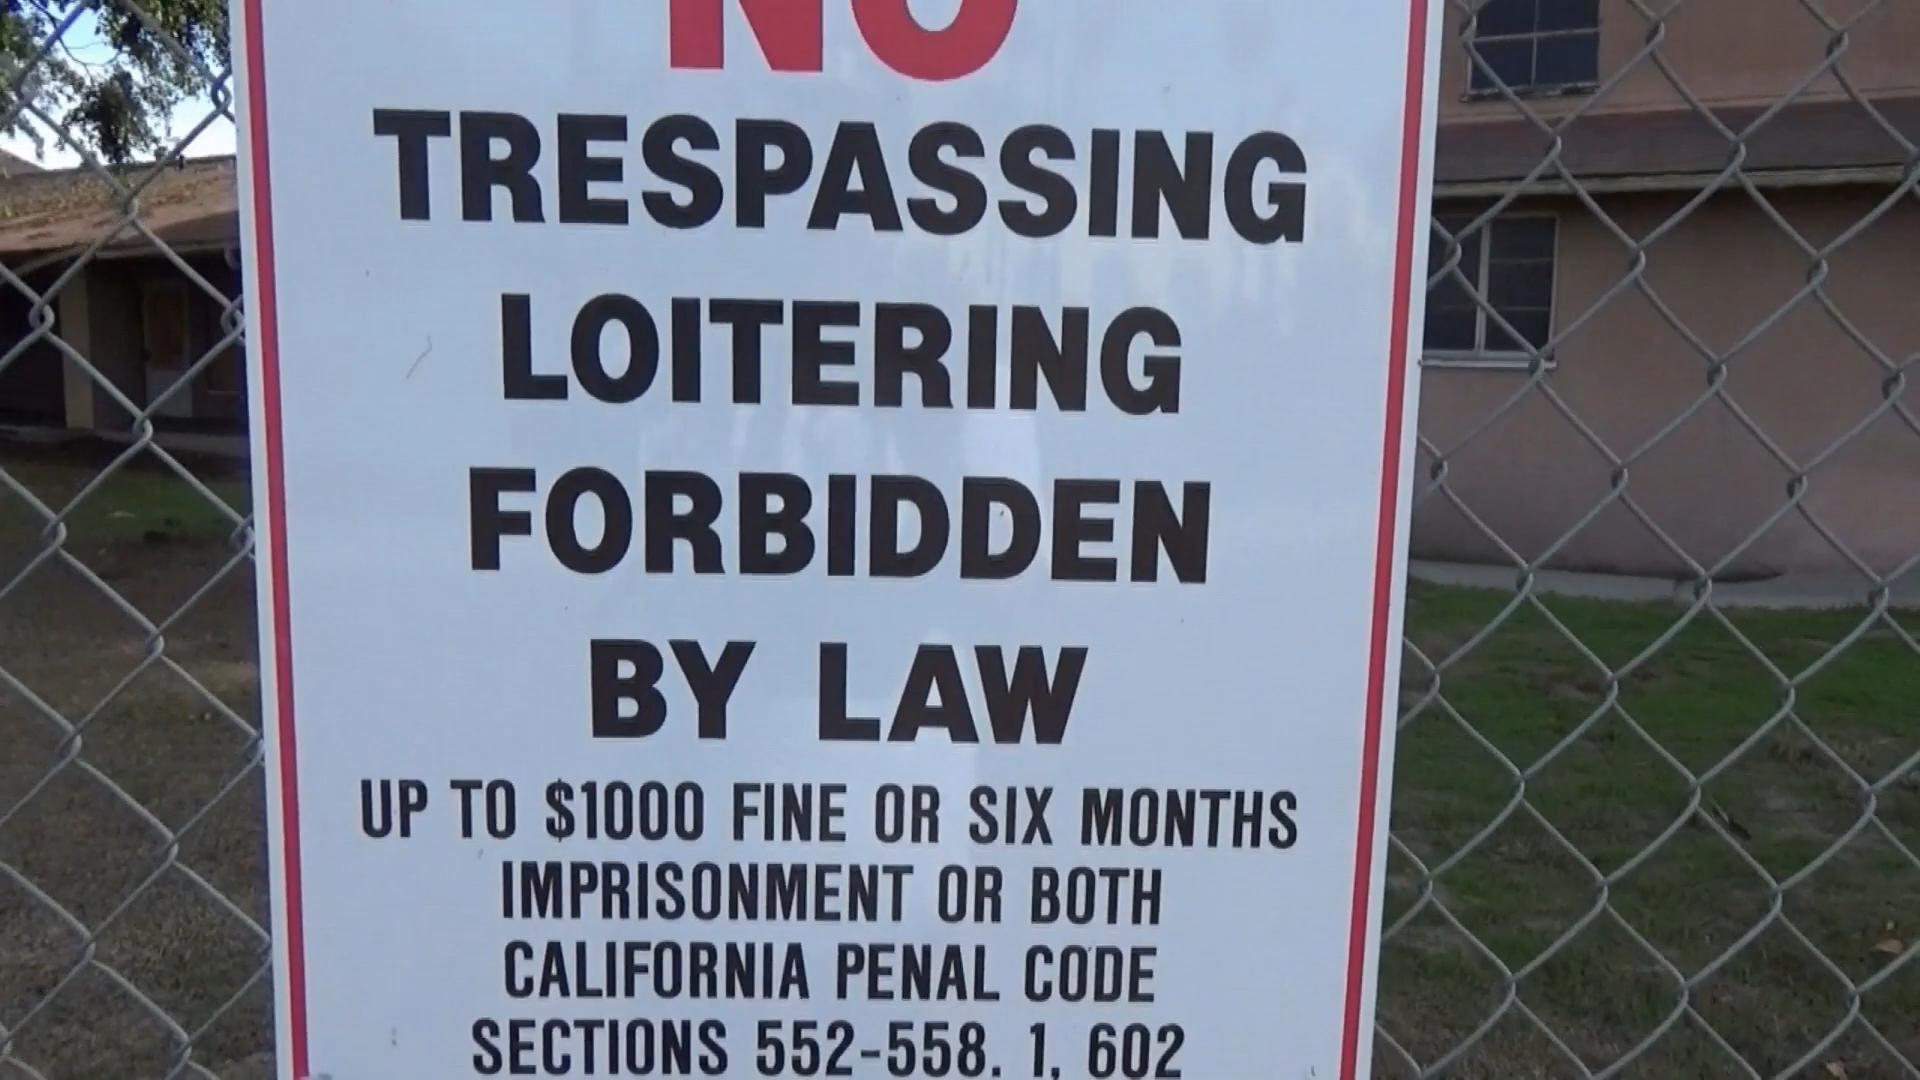 NO
TRESPASSING
LOITERING
FORBIDDEN
BY LAW
UP TO $1000 FINE OR SIX MONTHS
IMPRISONMENT OR BOTH
CALIFORNIA PENAL CODE
SECTIONS 552-558. 1, 602